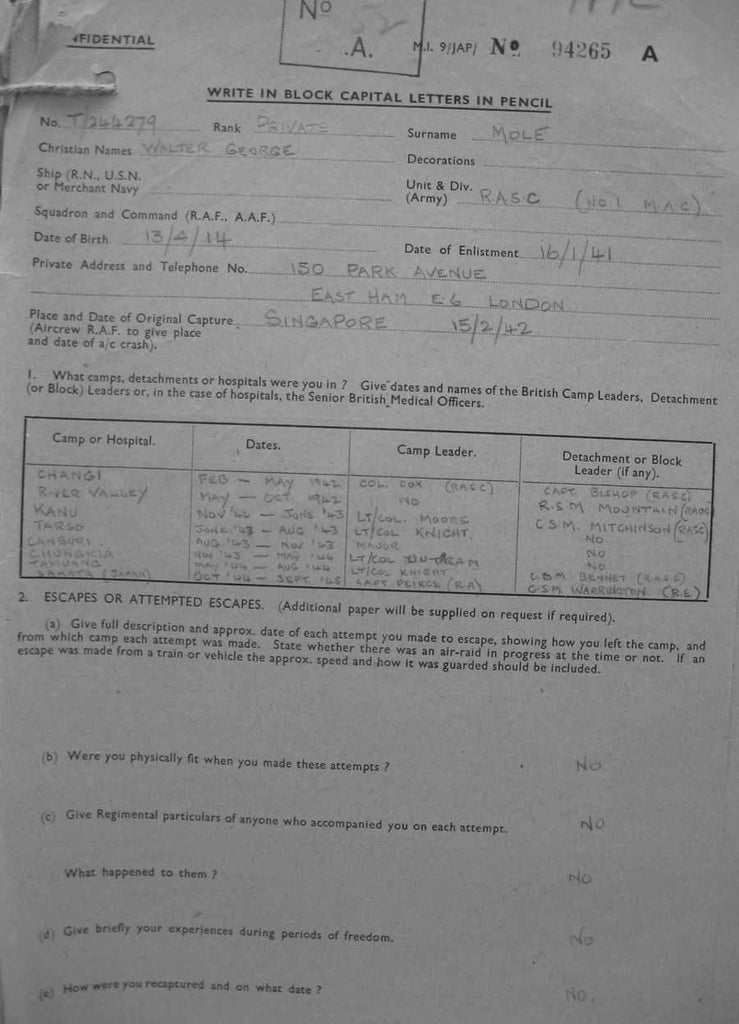 FIDENTIAL
No
.A.
M.I. 9/JAP/ No 94265 A
WRITE IN BLOCK CAPITAL LETTERS IN PENCIL
No. T/244279 Rank PRIVATE Surname MOLE
Christian Names WALTER GEORGE Decorations
Ship (R.N., U.S.N. or Merchant Navy
Unit & Div. (Army) R.A.S.C (No 1 M.A.C)
Squadron and Command (R.A.F., A.A.F.)
Date of Birth 13/4/14 Date of Enlistment 16/1/41
Private Address and Telephone No. 150 PARK AVENUE
EAST HAM E.6 LONDON
Place and Date of Original Capture SINGAPORE 15/2/42
(Aircrew R.A.F. to give place
and date of a/c crash).
1. What camps, detachments or hospitals were you in ? Give dates and names of the British Camp Leaders, Detachment
(or Block) Leaders or, in the case of hospitals, the Senior British Medical Officers.
Camp or Hospital. Dates. Camp Leader. Detachment or Block Leader (if any).
CHANGI FEB — MAY 1942 COL. COX (RASC) CAPT BISHOP (RASC)
RIVER VALLEY MAY — OCT 1942 NO R.S.M MOUNTAIN (RAOC
KANU NOV '42 — JUNE '43 LT/COL. MOORE C.S.M. MITCHINSON (RASC)
TARSO JUNE '43 — AUG '43 LT/COL KNIGHT. NO
CANBURI. AUG '43 — NOV '43 MAJOR NO
CHONGKIA NOV '43 — MAY '44 LT/COL OUTRAM NO
TAMUANG MAY '44 — AUG '44 LT/COL KNIGHT BENNET (RASC)
(JAPAN) OCT '44 — SEPT. '45 CAPT PEIRCE (RA) C.S.M. WARRINGTON (RE)
2. ESCAPES OR ATTEMPTED ESCAPES. (Additional paper will be supplied on request if required).
(a) Give full description and approx. date of each attempt you made to escape, showing how you left the camp, and
from which camp each attempt was made. State whether there was an air-raid in progress at the time or not. If an
escape was made from a train or vehicle the approx. speed and how it was guarded should be included.
(b) Were you physically fit when you made these attempts ? NO
(c) Give Regimental particulars of anyone who accompanied you on each attempt. NO
What happened to them ? NO
(d) Give briefly your experiences during periods of freedom. NO
(e) How were you recaptured and on what date ? NO.